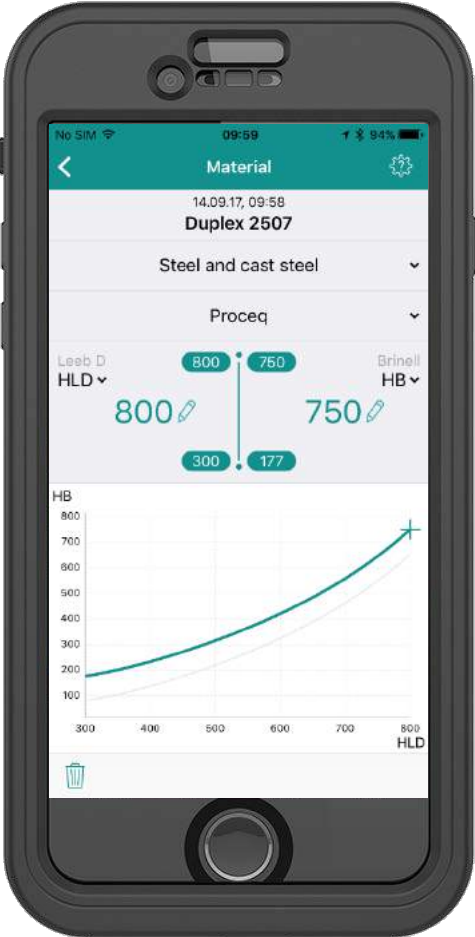 No SIM 09:59 94%
Material
14.09.17, 09:58
Duplex 2507
Steel and cast steel
Proceq
Leeb D 800 750 Brinell
HLD HB
800 750
300 177
HB
800
700
600
500
400
300
200
100
300 400 500 600 700 800
HLD